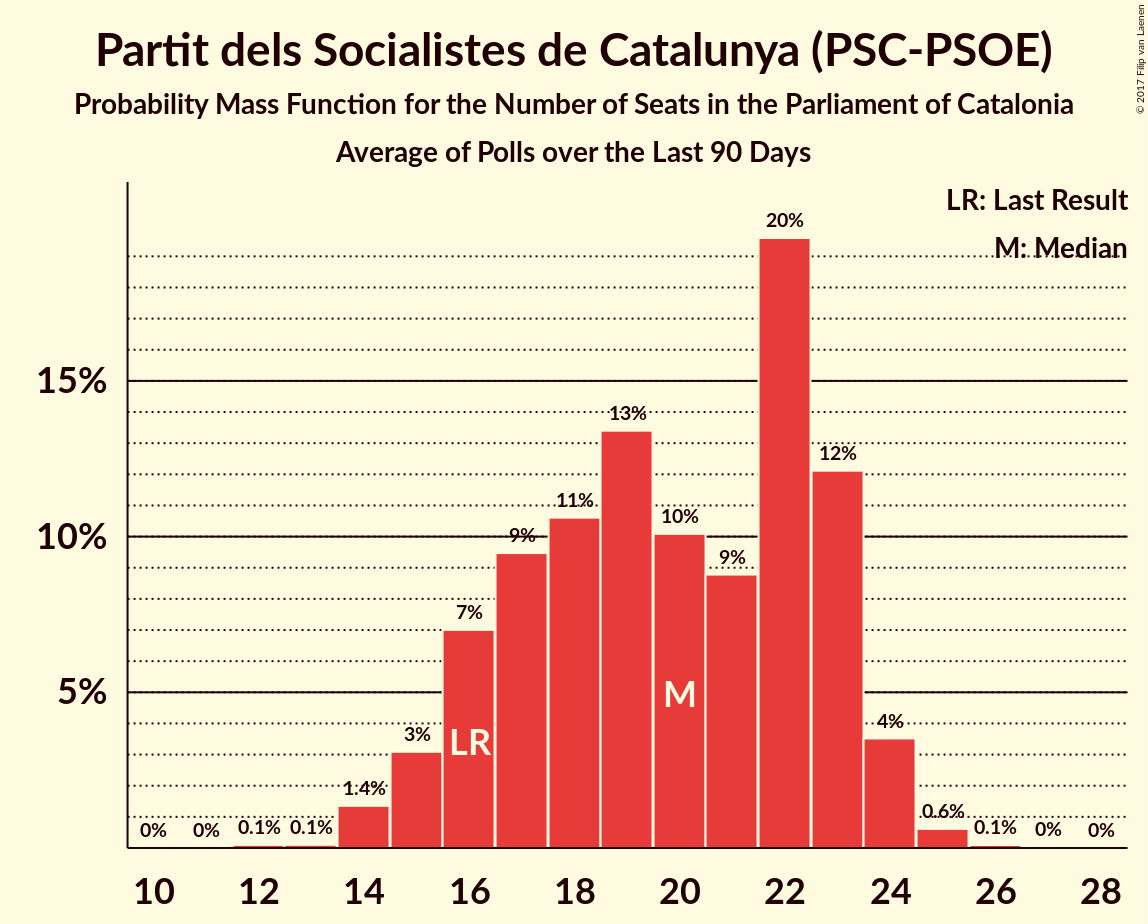 Partit dels Socialistes de Catalunya (PSC-PSOE)
Probability Mass Function for the Number of Seats in the Parliament of Catalonia
Average of Polls over the Last 90 Days
© 2017 Filip van Laenen
LR: Last Result
M: Median
15%
10%
5%
0%
0%
0.1%
0.1%
1.4%
3%
7%
9%
11%
13%
10%
9%
20%
12%
4%
0.6%
0.1%
0%
0%
LR
M
10 12 14 16 18 20 22 24 26 28